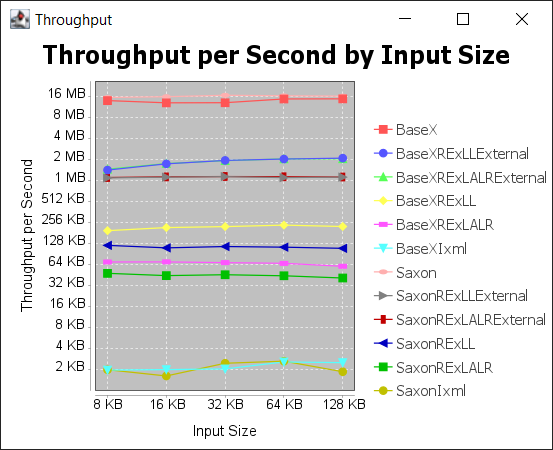 Throughput
Throughput per Second by Input Size
Throughput per Second
16 MB
8 MB
4 MB
2 MB
1 MB
512 KB
256 KB
128 KB
64 KB
32 KB
16 KB
8 KB
4 KB
2 KB
8 KB 16 KB 32 KB 64 KB 128 KB
Input Size
BaseX
BaseXRExLLExternal
BaseXRExLALRExternal
BaseXRExLL
BaseXRExLALR
BaseXIxml
Saxon
SaxonRExLLExternal
SaxonRExLALRExternal
SaxonRExLL
SaxonRExLALR
SaxonIxml